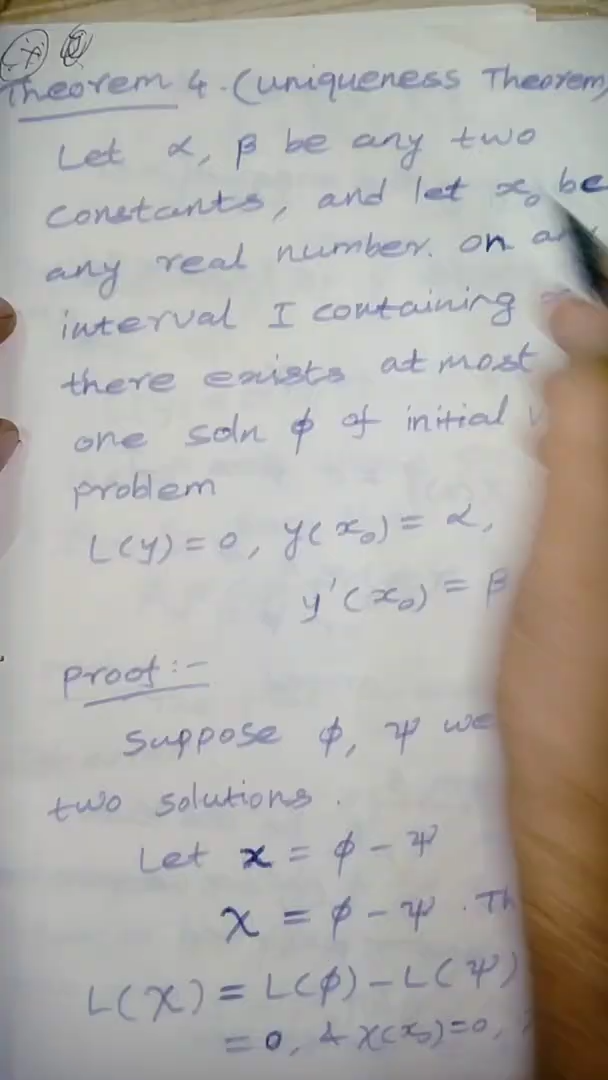 Theorem 4. (Uniqueness Theorem)
Let α, β be any two
constants, and let x₀ be
any real number. on
interval I containing
there exists at most
one soln φ of initial
problem
L(y) = 0, y(x₀) = α,
y'(x₀) = β
Proof :-
Suppose φ, ψ
two solutions.
Let x = φ - ψ
χ = φ - ψ.
L(χ) = L(φ) - L(ψ)
= 0, & χ(x₀) = 0,